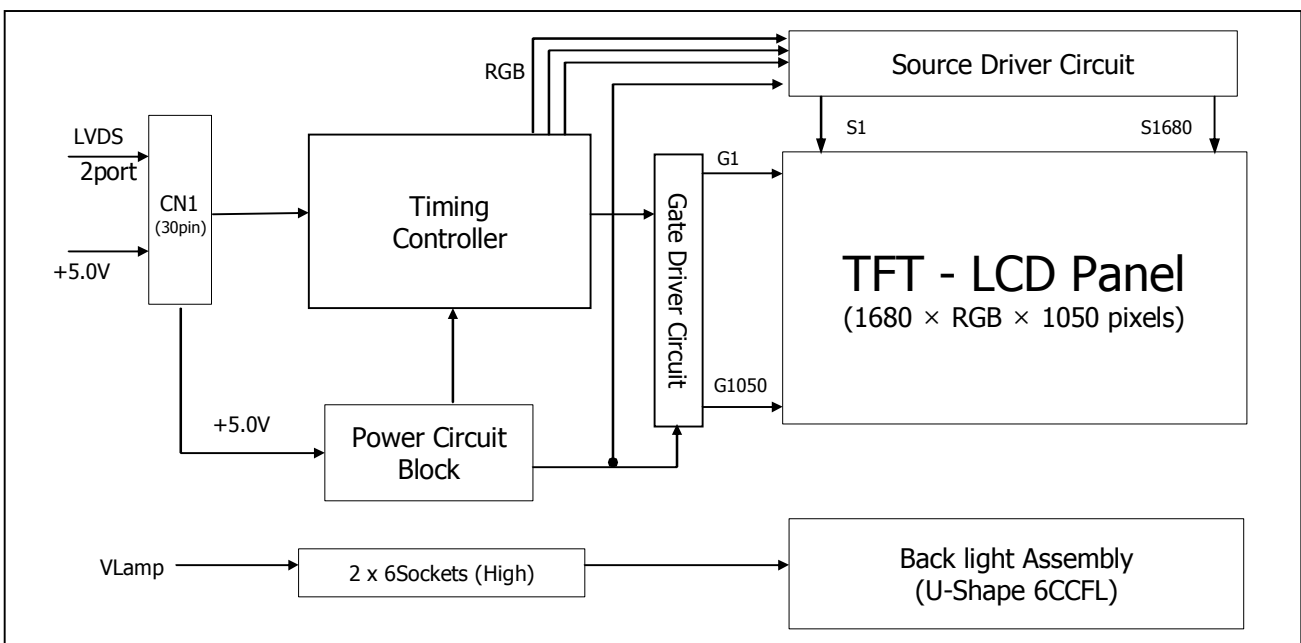 RGB
Source Driver Circuit
S1
S1680
LVDS
2port
CN1
(30pin)
+5.0V
Timing
Controller
Gate Driver Circuit
G1
G1050
TFT - LCD Panel
(1680 × RGB × 1050 pixels)
+5.0V
Power Circuit
Block
VLamp
2 x 6Sockets (High)
Back light Assembly
(U-Shape 6CCFL)